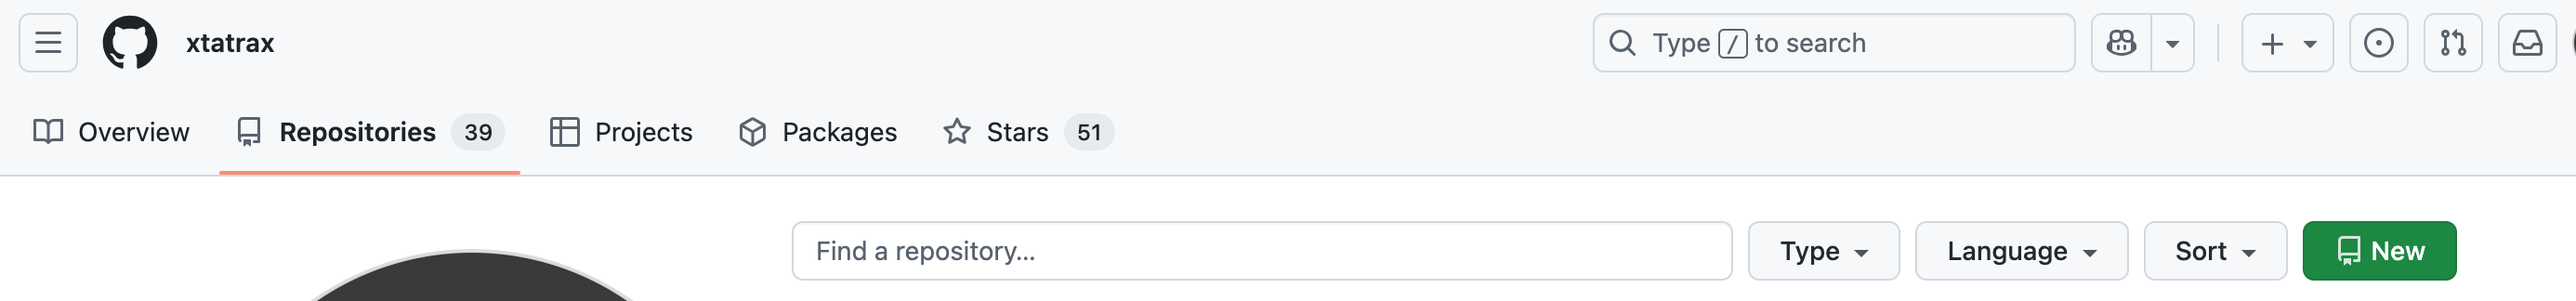 xtatrax
Type / to search
Overview
Repositories 39
Projects
Packages
Stars 51
Find a repository...
Type
Language
Sort
New